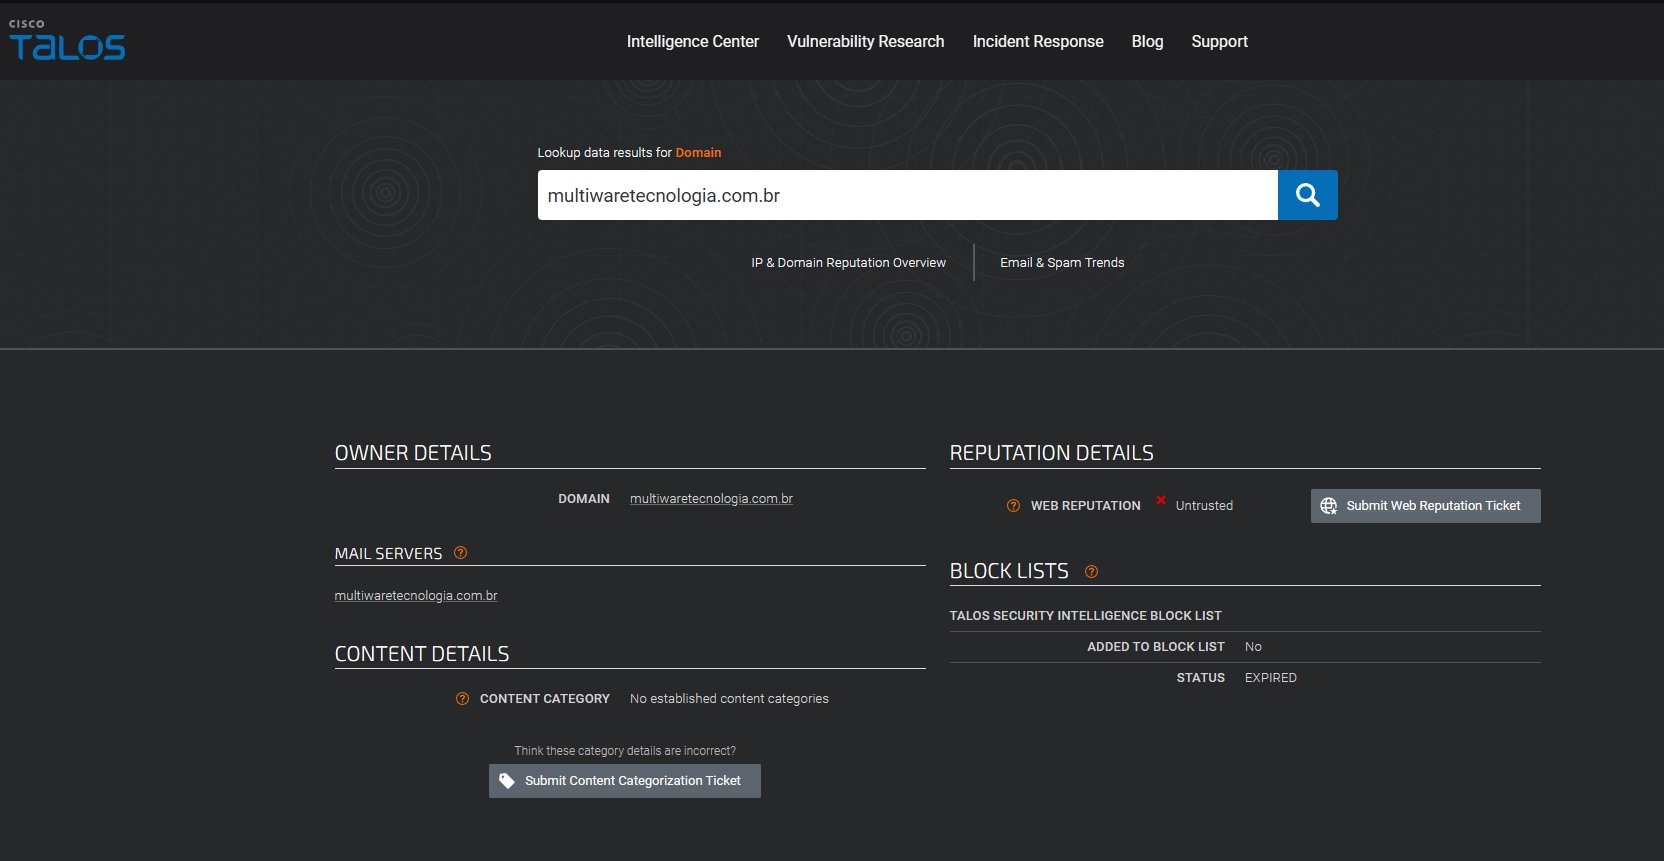 CISCO
TALOS
Intelligence Center Vulnerability Research Incident Response Blog Support
Lookup data results for Domain
multiwaretecnologia.com.br
IP & Domain Reputation Overview Email & Spam Trends
OWNER DETAILS
DOMAIN multiwaretecnologia.com.br
MAIL SERVERS ?
multiwaretecnologia.com.br
CONTENT DETAILS
? CONTENT CATEGORY No established content categories
Think these category details are incorrect?
Submit Content Categorization Ticket
REPUTATION DETAILS
? WEB REPUTATION Untrusted Submit Web Reputation Ticket
BLOCK LISTS ?
TALOS SECURITY INTELLIGENCE BLOCK LIST
ADDED TO BLOCK LIST No
STATUS EXPIRED